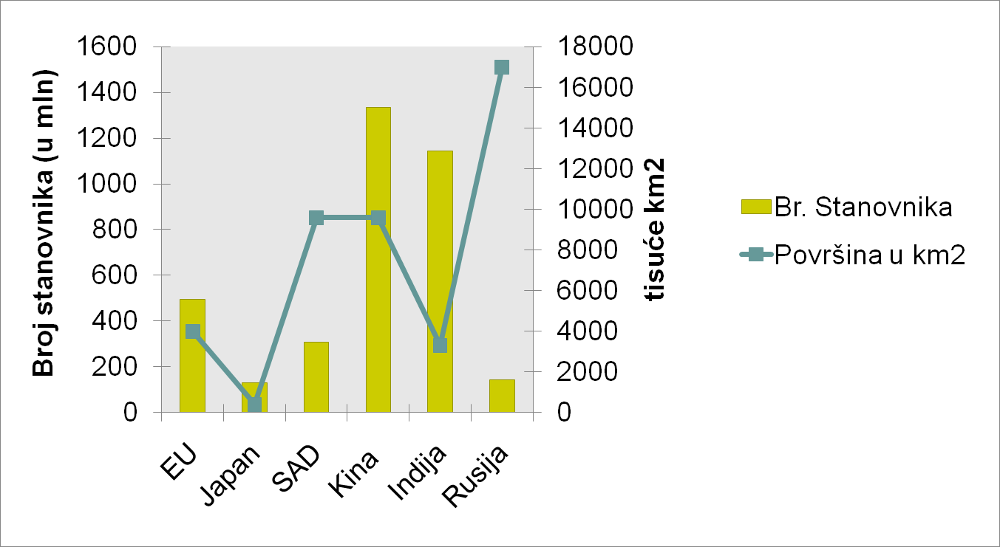 Broj stanovnika (u mln)
1600
1400
1200
1000
800
600
400
200
0
18000
16000
14000
12000
10000
8000
6000
4000
2000
0
tisuće km2
EU
Japan
SAD
Kina
Indija
Rusija
Br. Stanovnika
Površina u km2